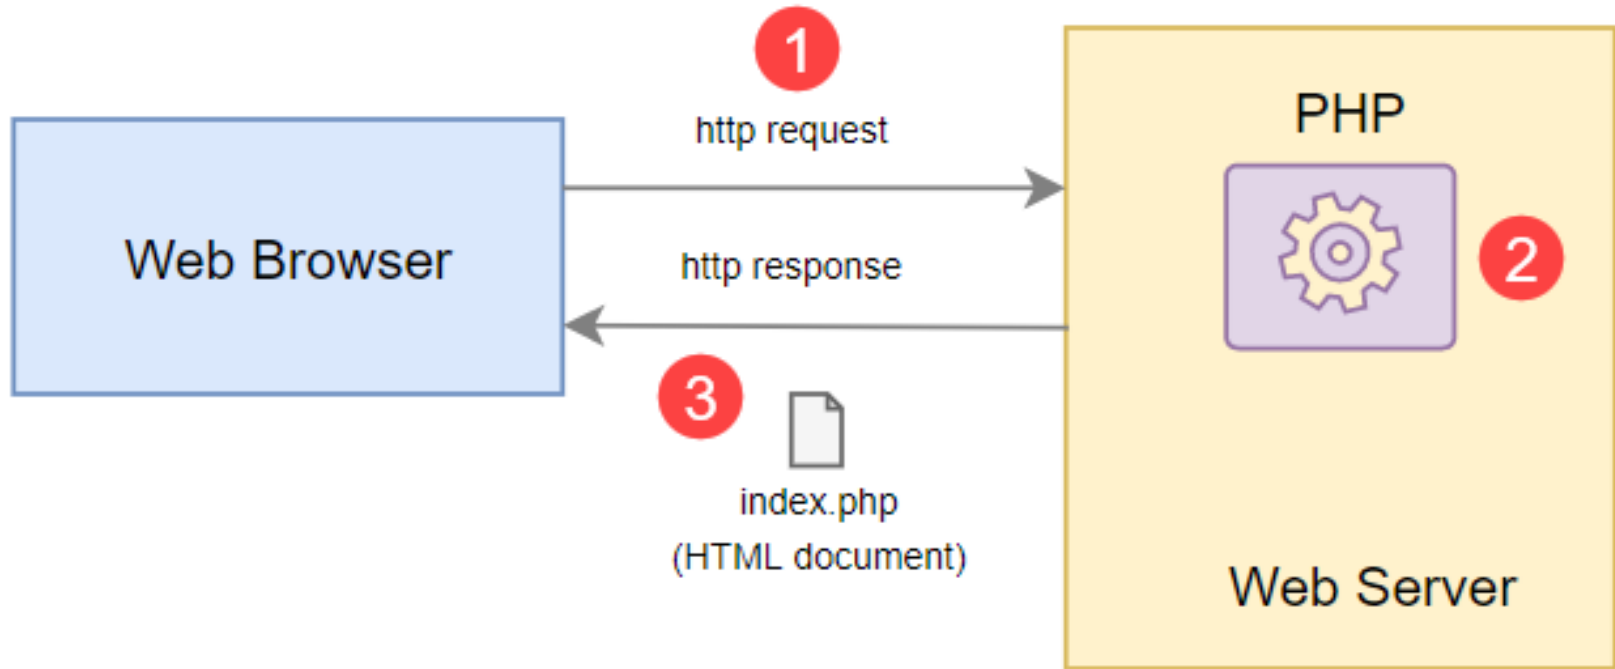 1
http request
PHP
Web Browser
http response
2
3
index.php
(HTML document)
Web Server